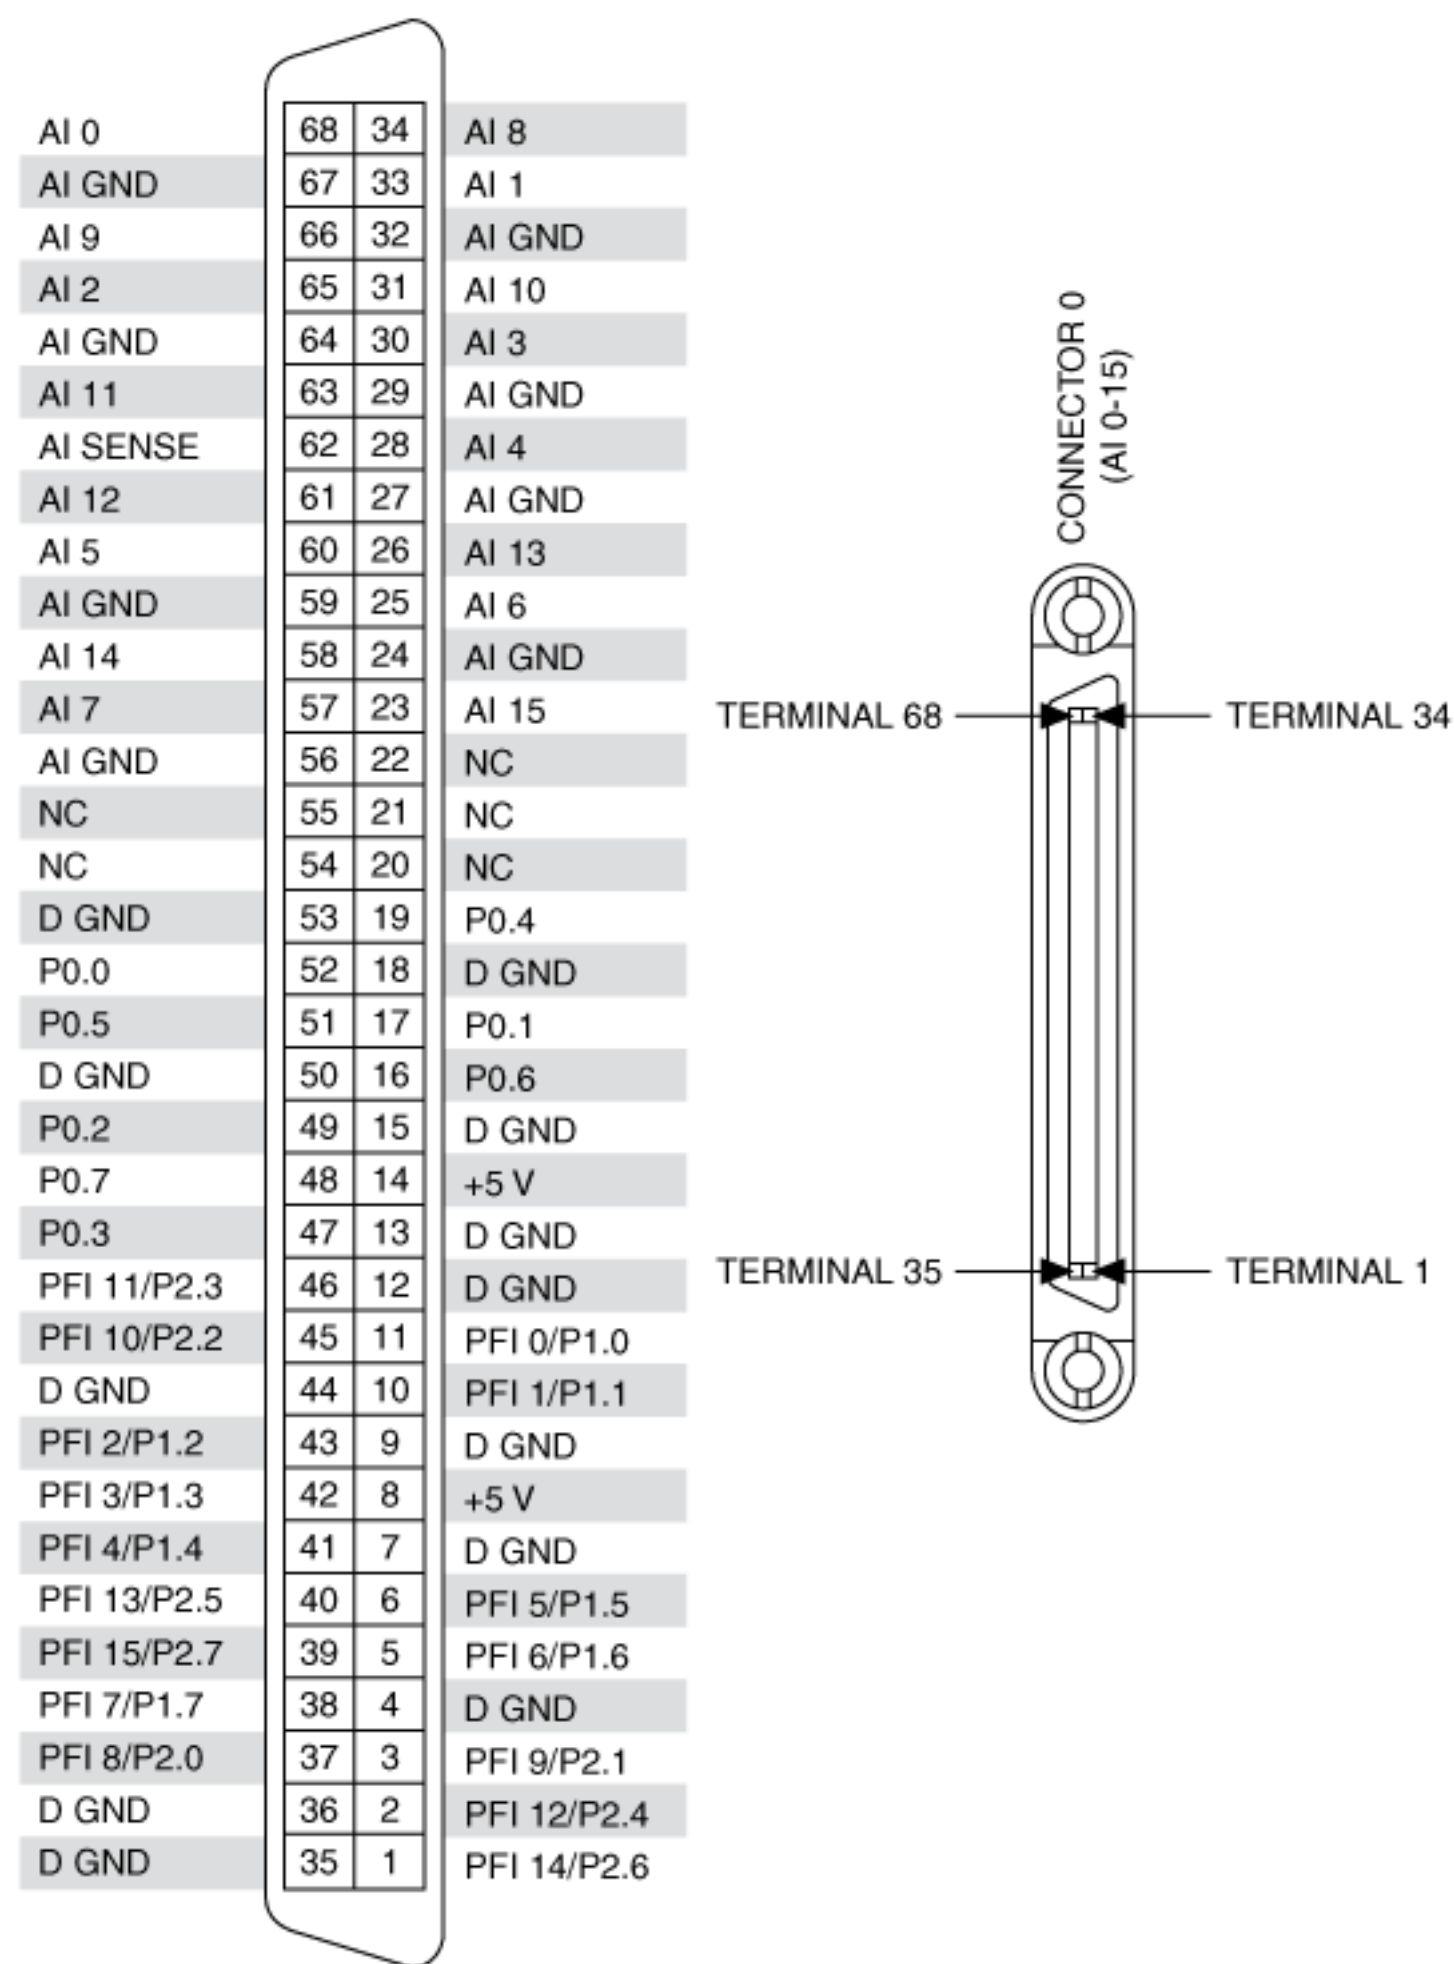 AI 0 68 34 AI 8
AI GND 67 33 AI 1
AI 9 66 32 AI GND
AI 2 65 31 AI 10
AI GND 64 30 AI 3
AI 11 63 29 AI GND
AI SENSE 62 28 AI 4
AI 12 61 27 AI GND
AI 5 60 26 AI 13
AI GND 59 25 AI 6
AI 14 58 24 AI GND
AI 7 57 23 AI 15
AI GND 56 22 NC
NC 55 21 NC
NC 54 20 NC
D GND 53 19 P0.4
P0.0 52 18 D GND
P0.5 51 17 P0.1
D GND 50 16 P0.6
P0.2 49 15 D GND
P0.7 48 14 +5 V
P0.3 47 13 D GND
PFI 11/P2.3 46 12 D GND
PFI 10/P2.2 45 11 PFI 0/P1.0
D GND 44 10 PFI 1/P1.1
PFI 2/P1.2 43 9 D GND
PFI 3/P1.3 42 8 +5 V
PFI 4/P1.4 41 7 D GND
PFI 13/P2.5 40 6 PFI 5/P1.5
PFI 15/P2.7 39 5 PFI 6/P1.6
PFI 7/P1.7 38 4 D GND
PFI 8/P2.0 37 3 PFI 9/P2.1
D GND 36 2 PFI 12/P2.4
D GND 35 1 PFI 14/P2.6
CONNECTOR 0
(AI 0-15)
TERMINAL 68 TERMINAL 34
TERMINAL 35 TERMINAL 1